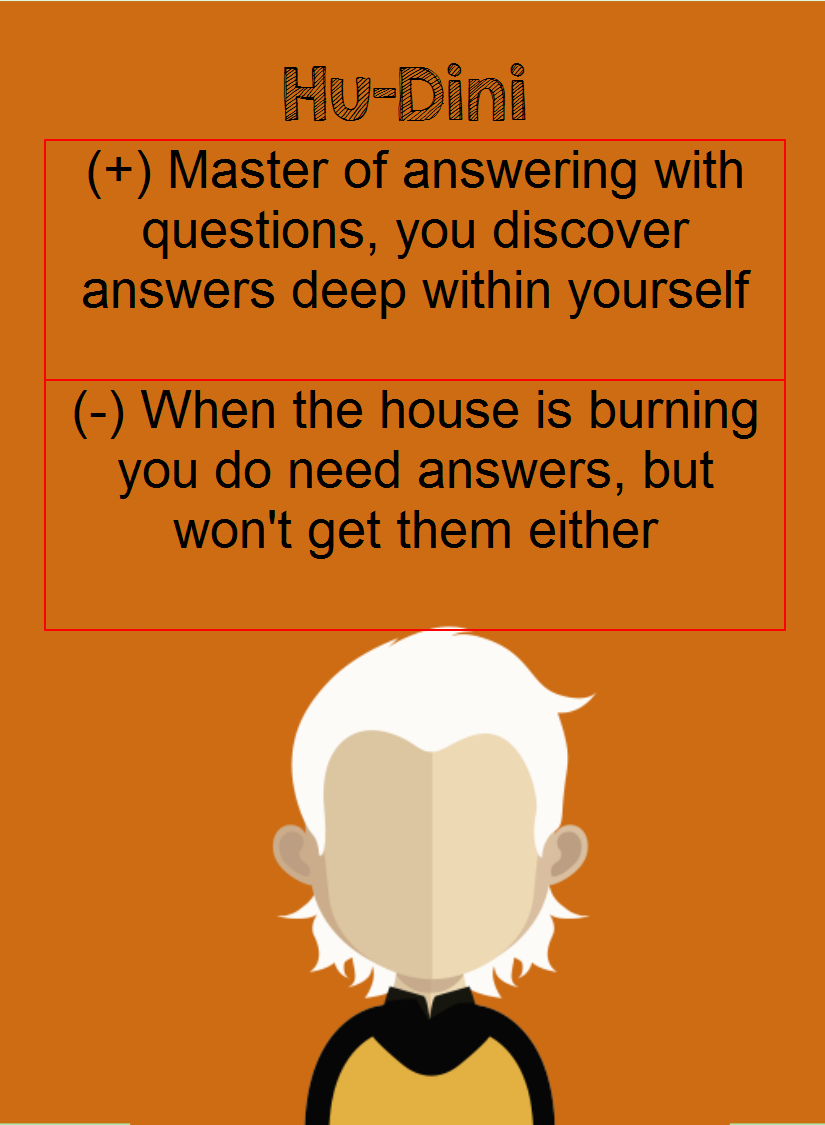 Hu-Dini
(+) Master of answering with
questions, you discover
answers deep within yourself
(-) When the house is burning
you do need answers, but
won't get them either